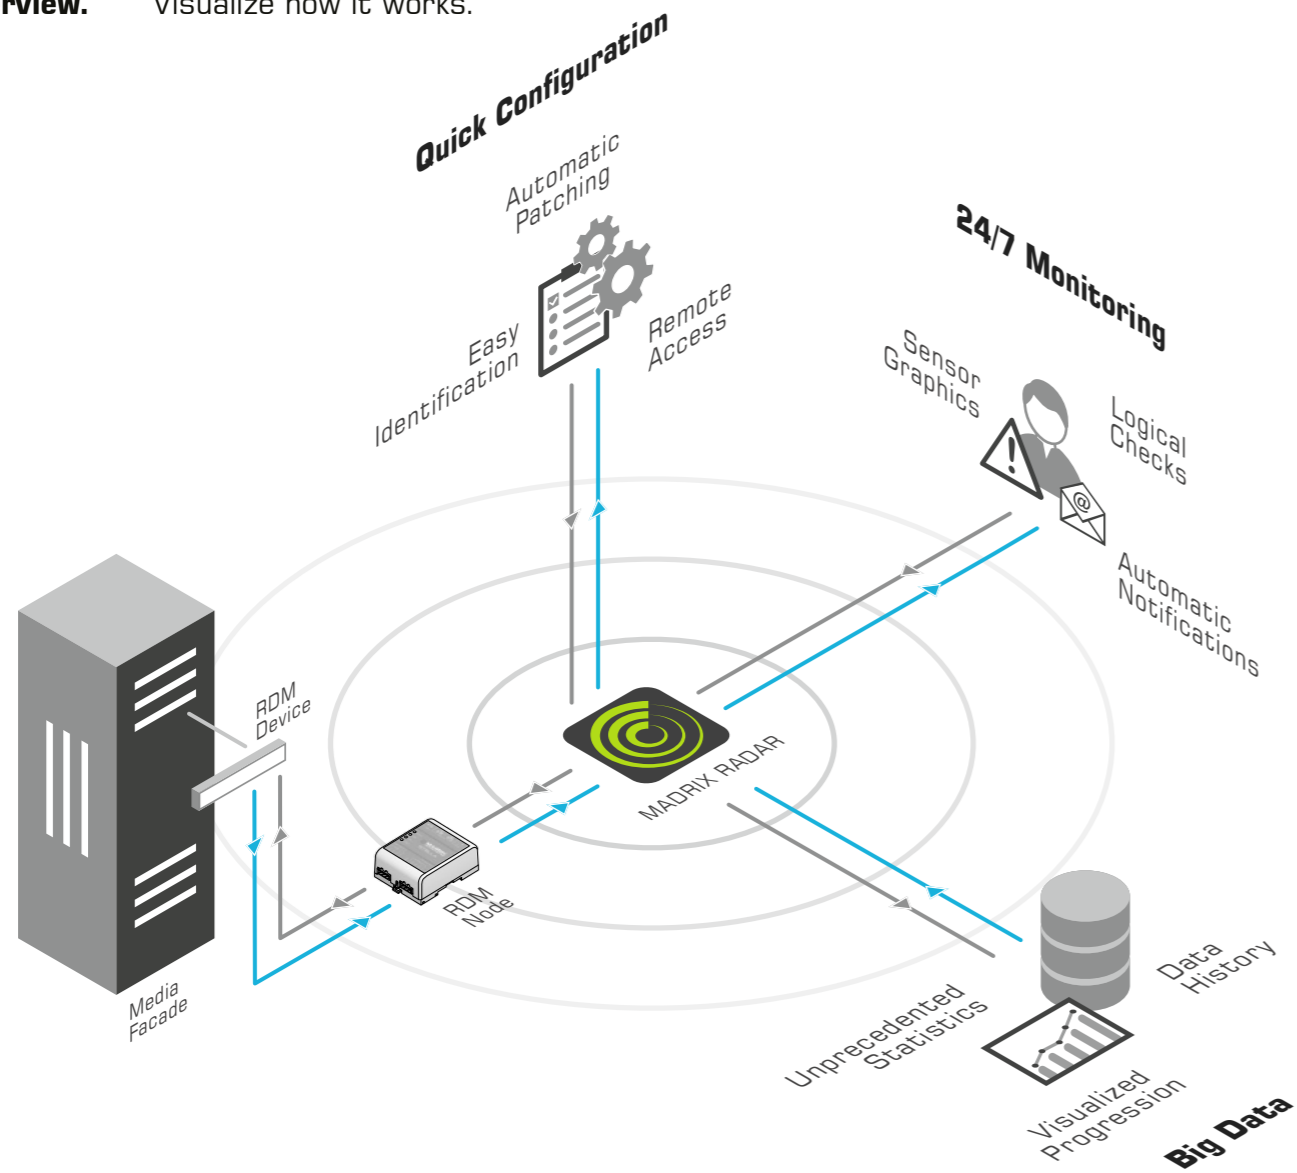 rview. Visualize how it works.
Quick Configuration
Automatic
Patching
Easy
Identification
Remote
Access
24/7 Monitoring
Sensor
Graphics
Logical
Checks
@
Automatic
Notifications
RDM
Device
MADRIX RADAR
RDM
Node
Media
Facade
Data
History
Unprecedented
Statistics
Visualized
Progression
Big Data